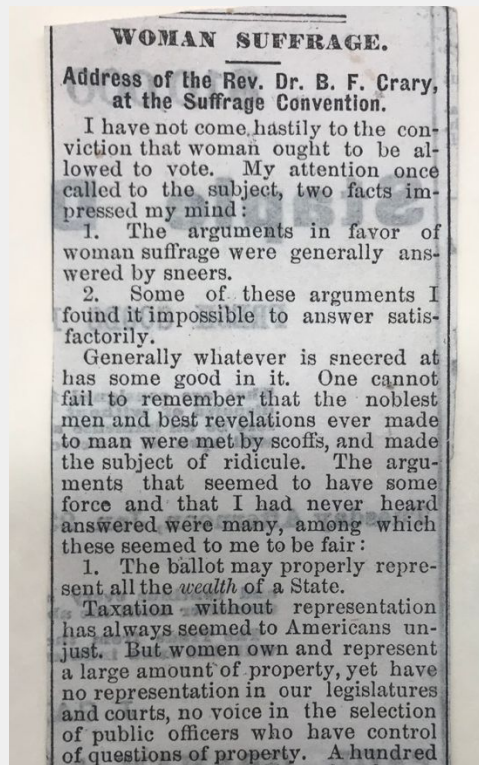 WOMAN SUFFRAGE.
Address of the Rev. Dr. B. F. Crary,
at the Suffrage Convention.
I have not come hastily to the con-
viction that woman ought to be al-
lowed to vote. My attention once
called to the subject, two facts im-
pressed my mind:
1. The arguments in favor of
woman suffrage were generally ans-
wered by sneers.
2. Some of these arguments I
found it impossible to answer satis-
factorily.
Generally whatever is sneered at
has some good in it. One cannot
fail to remember that the noblest
men and best revelations ever made
to man were met by scoffs, and made
the subject of ridicule. The argu-
ments that seemed to have some
force and that I had never heard
answered were many, among which
these seemed to me to be fair:
1. The ballot may properly repre-
sent all the wealth of a State.
Taxation without representation
has always seemed to Americans un-
just. But women own and represent
a large amount of property, yet have
no representation in our legislatures
and courts, no voice in the selection
of public officers who have control
of questions of property. A hundred